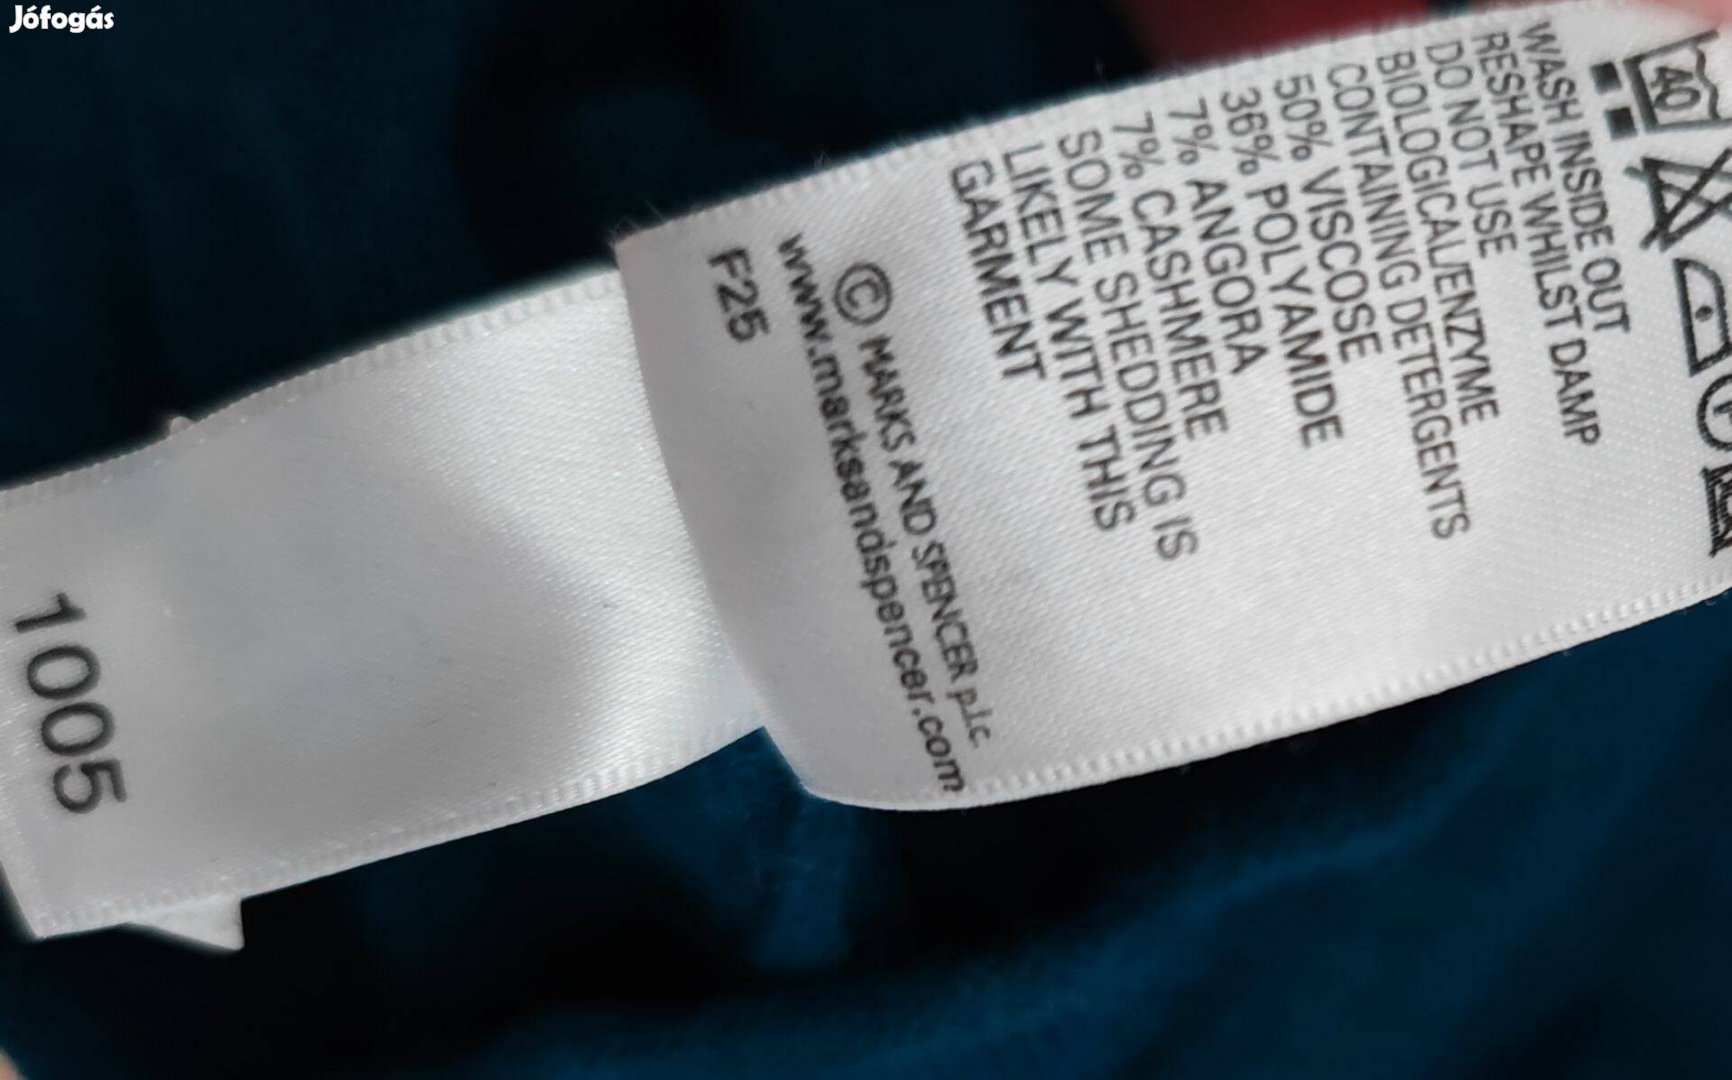 Jófogás
40
WASH INSIDE OUT
RESHAPE WHILST DAMP
DO NOT USE
BIOLOGICAL/ENZYME
CONTAINING DETERGENTS
50% VISCOSE
36% POLYAMIDE
7% ANGORA
7% CASHMERE
SOME SHEDDING IS
LIKELY WITH THIS
GARMENT
© MARKS AND SPENCER p.l.c.
www.marksandspencer.com
F25
1005